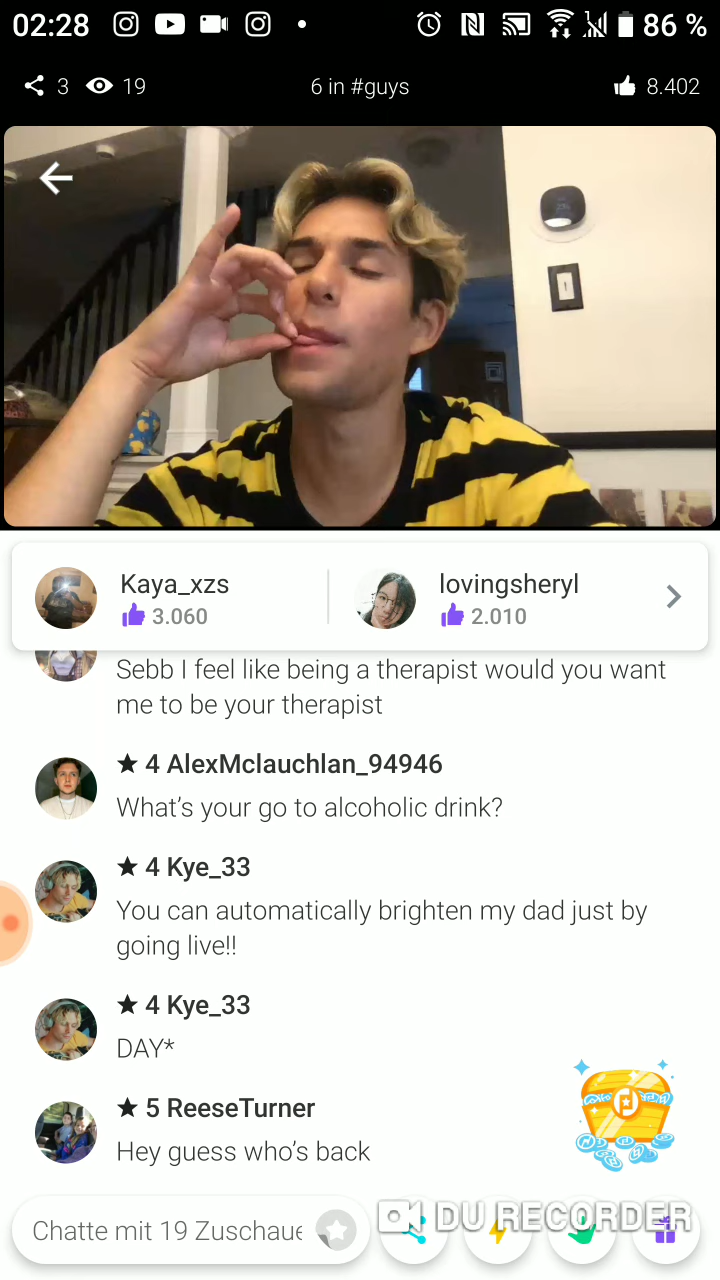 02:28
86 %
3
19
6 in #guys
8.402
Kaya_xzs
3.060
lovingsheryl
2.010
Sebb I feel like being a therapist would you want
me to be your therapist
★ 4 AlexMclauchlan_94946
What’s your go to alcoholic drink?
★ 4 Kye_33
You can automatically brighten my dad just by
going live!!
★ 4 Kye_33
DAY*
★ 5 ReeseTurner
Hey guess who’s back
Chatte mit 19 Zuschaue
DU RECORDER